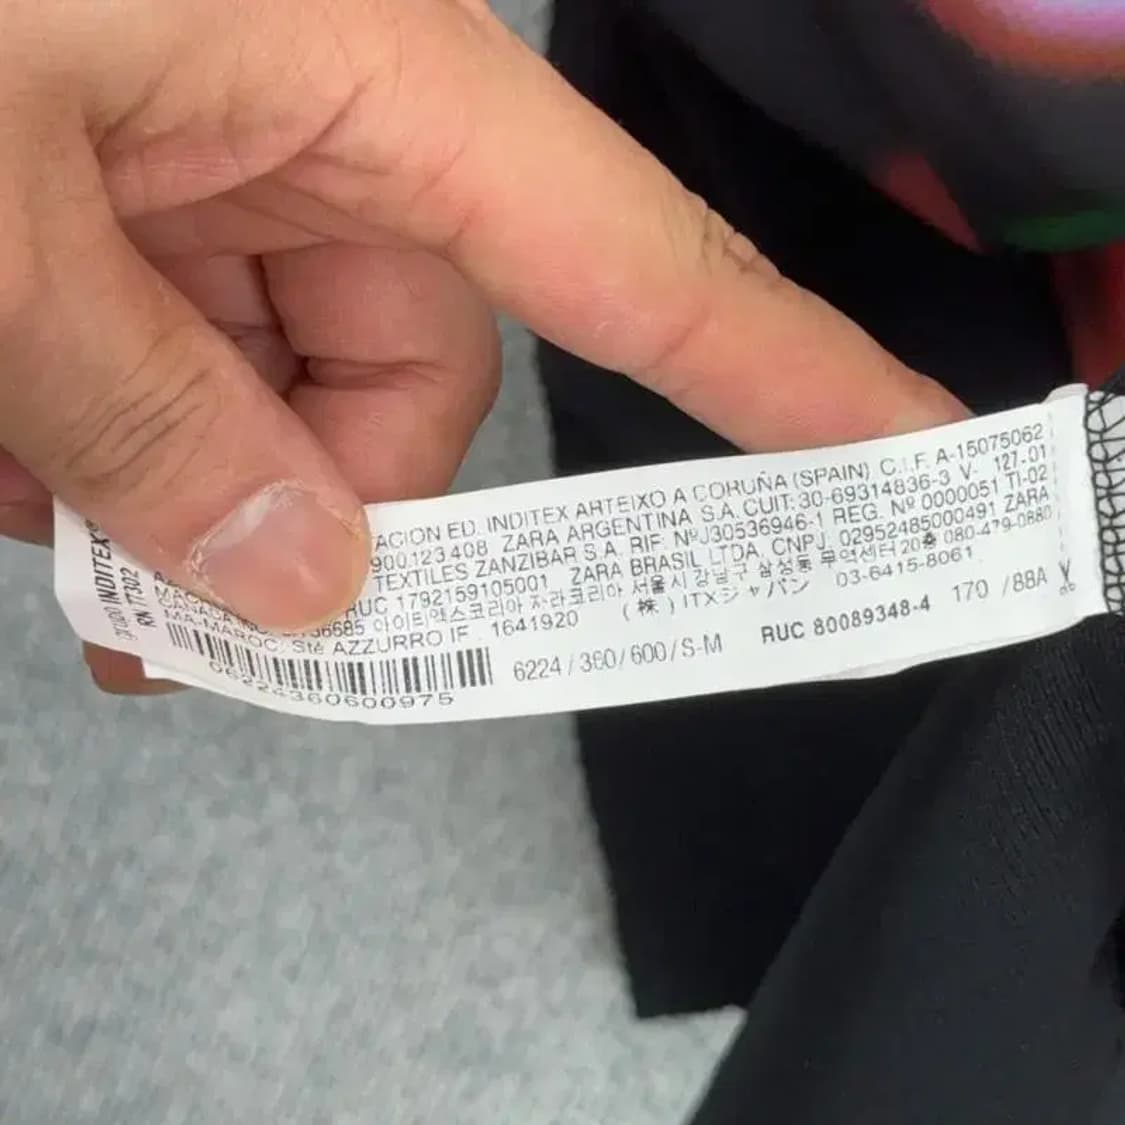 grupo INDITEX®
RN 77302
ACION ED. INDITEX ARTEIXO A CORUÑA (SPAIN) C.I.F. A-15075062
900.123.408 ZARA ARGENTINA S.A. CUIT: 30-69314836-3 V- 127-01
TEXTILES ZANZIBAR S.A. RIF. NºJ30536946-1 REG. Nº 0000051 TI-02
RUC 1792159105001 ZARA BRASIL LTDA. CNPJ. 02952485000491 ZARA
36685 아이티엑스코리아 자라코리아 서울시 강남구 삼성동 무역센터 20층 080-479-0880
MA-MAROC: Sté AZZURRO IF. 1641920 (株) ITXジャパン 03-6415-8061
06224360600975
6224 / 360 / 600 / S-M
RUC 80089348-4
170 /88A